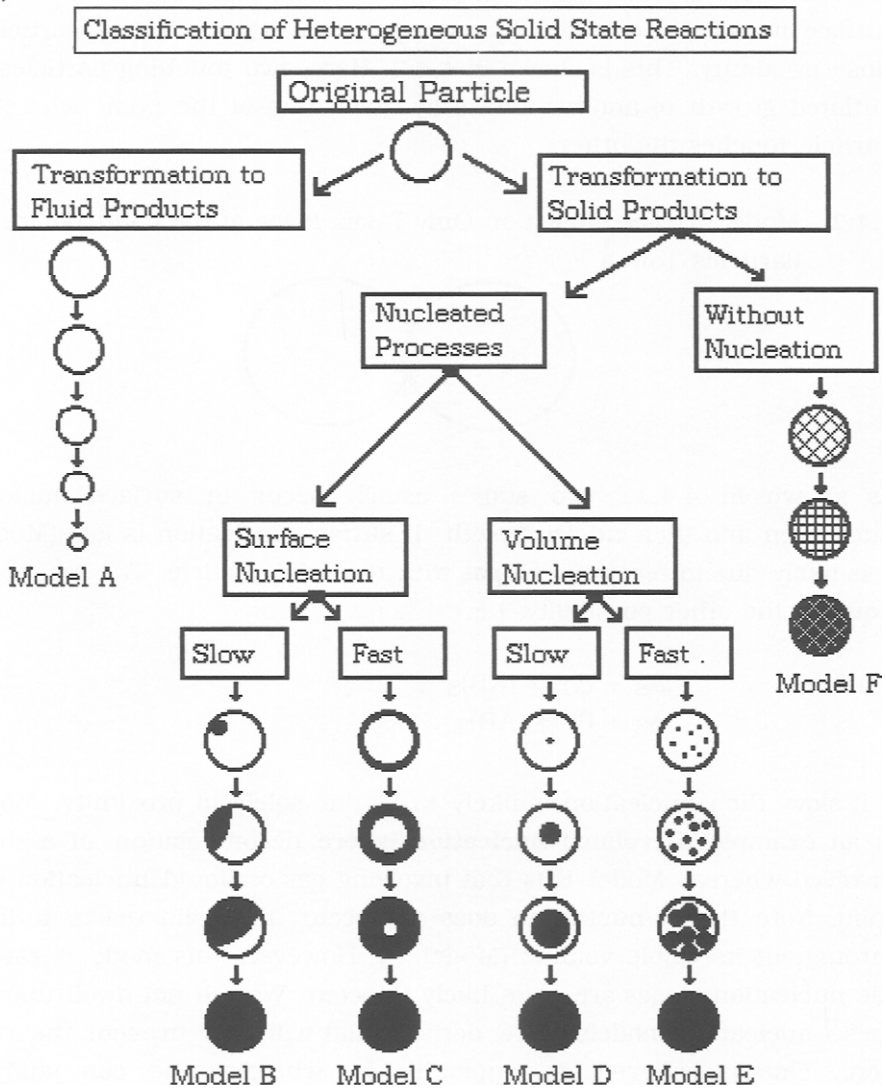 Classification of Heterogeneous Solid State Reactions
Original Particle
Transformation to
Fluid Products
Transformation to
Solid Products
Nucleated
Processes
Without
Nucleation
Model A
Surface
Nucleation
Volume
Nucleation
Slow
Fast
Slow
Fast .
Model F
Model B
Model C
Model D
Model E